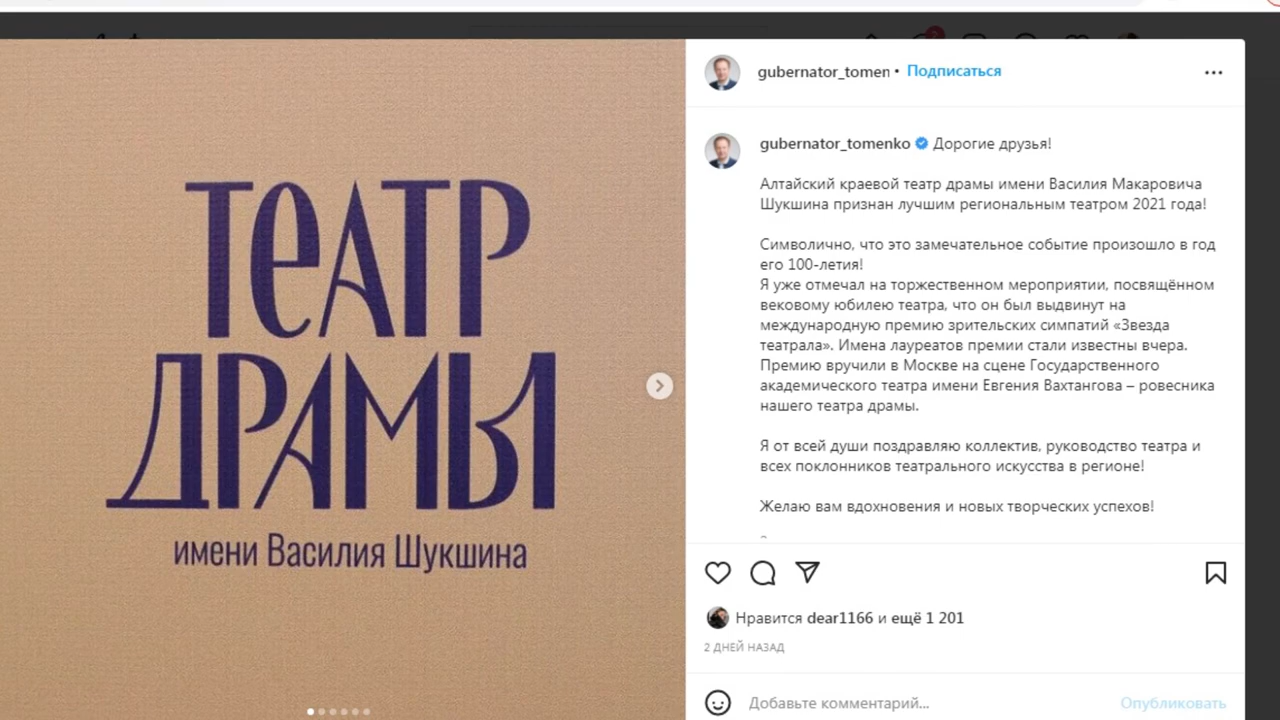 ТЕАТР
ДРАМЫ
имени Василия Шукшина
gubernator_tomen • Подписаться
gubernator_tomenko Дорогие друзья!
Алтайский краевой театр драмы имени Василия Макаровича
Шукшина признан лучшим региональным театром 2021 года!
Символично, что это замечательное событие произошло в год
его 100-летия!
Я уже отмечал на торжественном мероприятии, посвящённом
вековому юбилею театра, что он был выдвинут на
международную премию зрительских симпатий «Звезда
театрала». Имена лауреатов премии стали известны вчера.
Премию вручили в Москве на сцене Государственного
академического театра имени Евгения Вахтангова – ровесника
нашего театра драмы.
Я от всей души поздравляю коллектив, руководство театра и
всех поклонников театрального искусства в регионе!
Желаю вам вдохновения и новых творческих успехов!
Нравится dear1166 и ещё 1 201
2 ДНЕЙ НАЗАД
Добавьте комментарий... Опубликовать